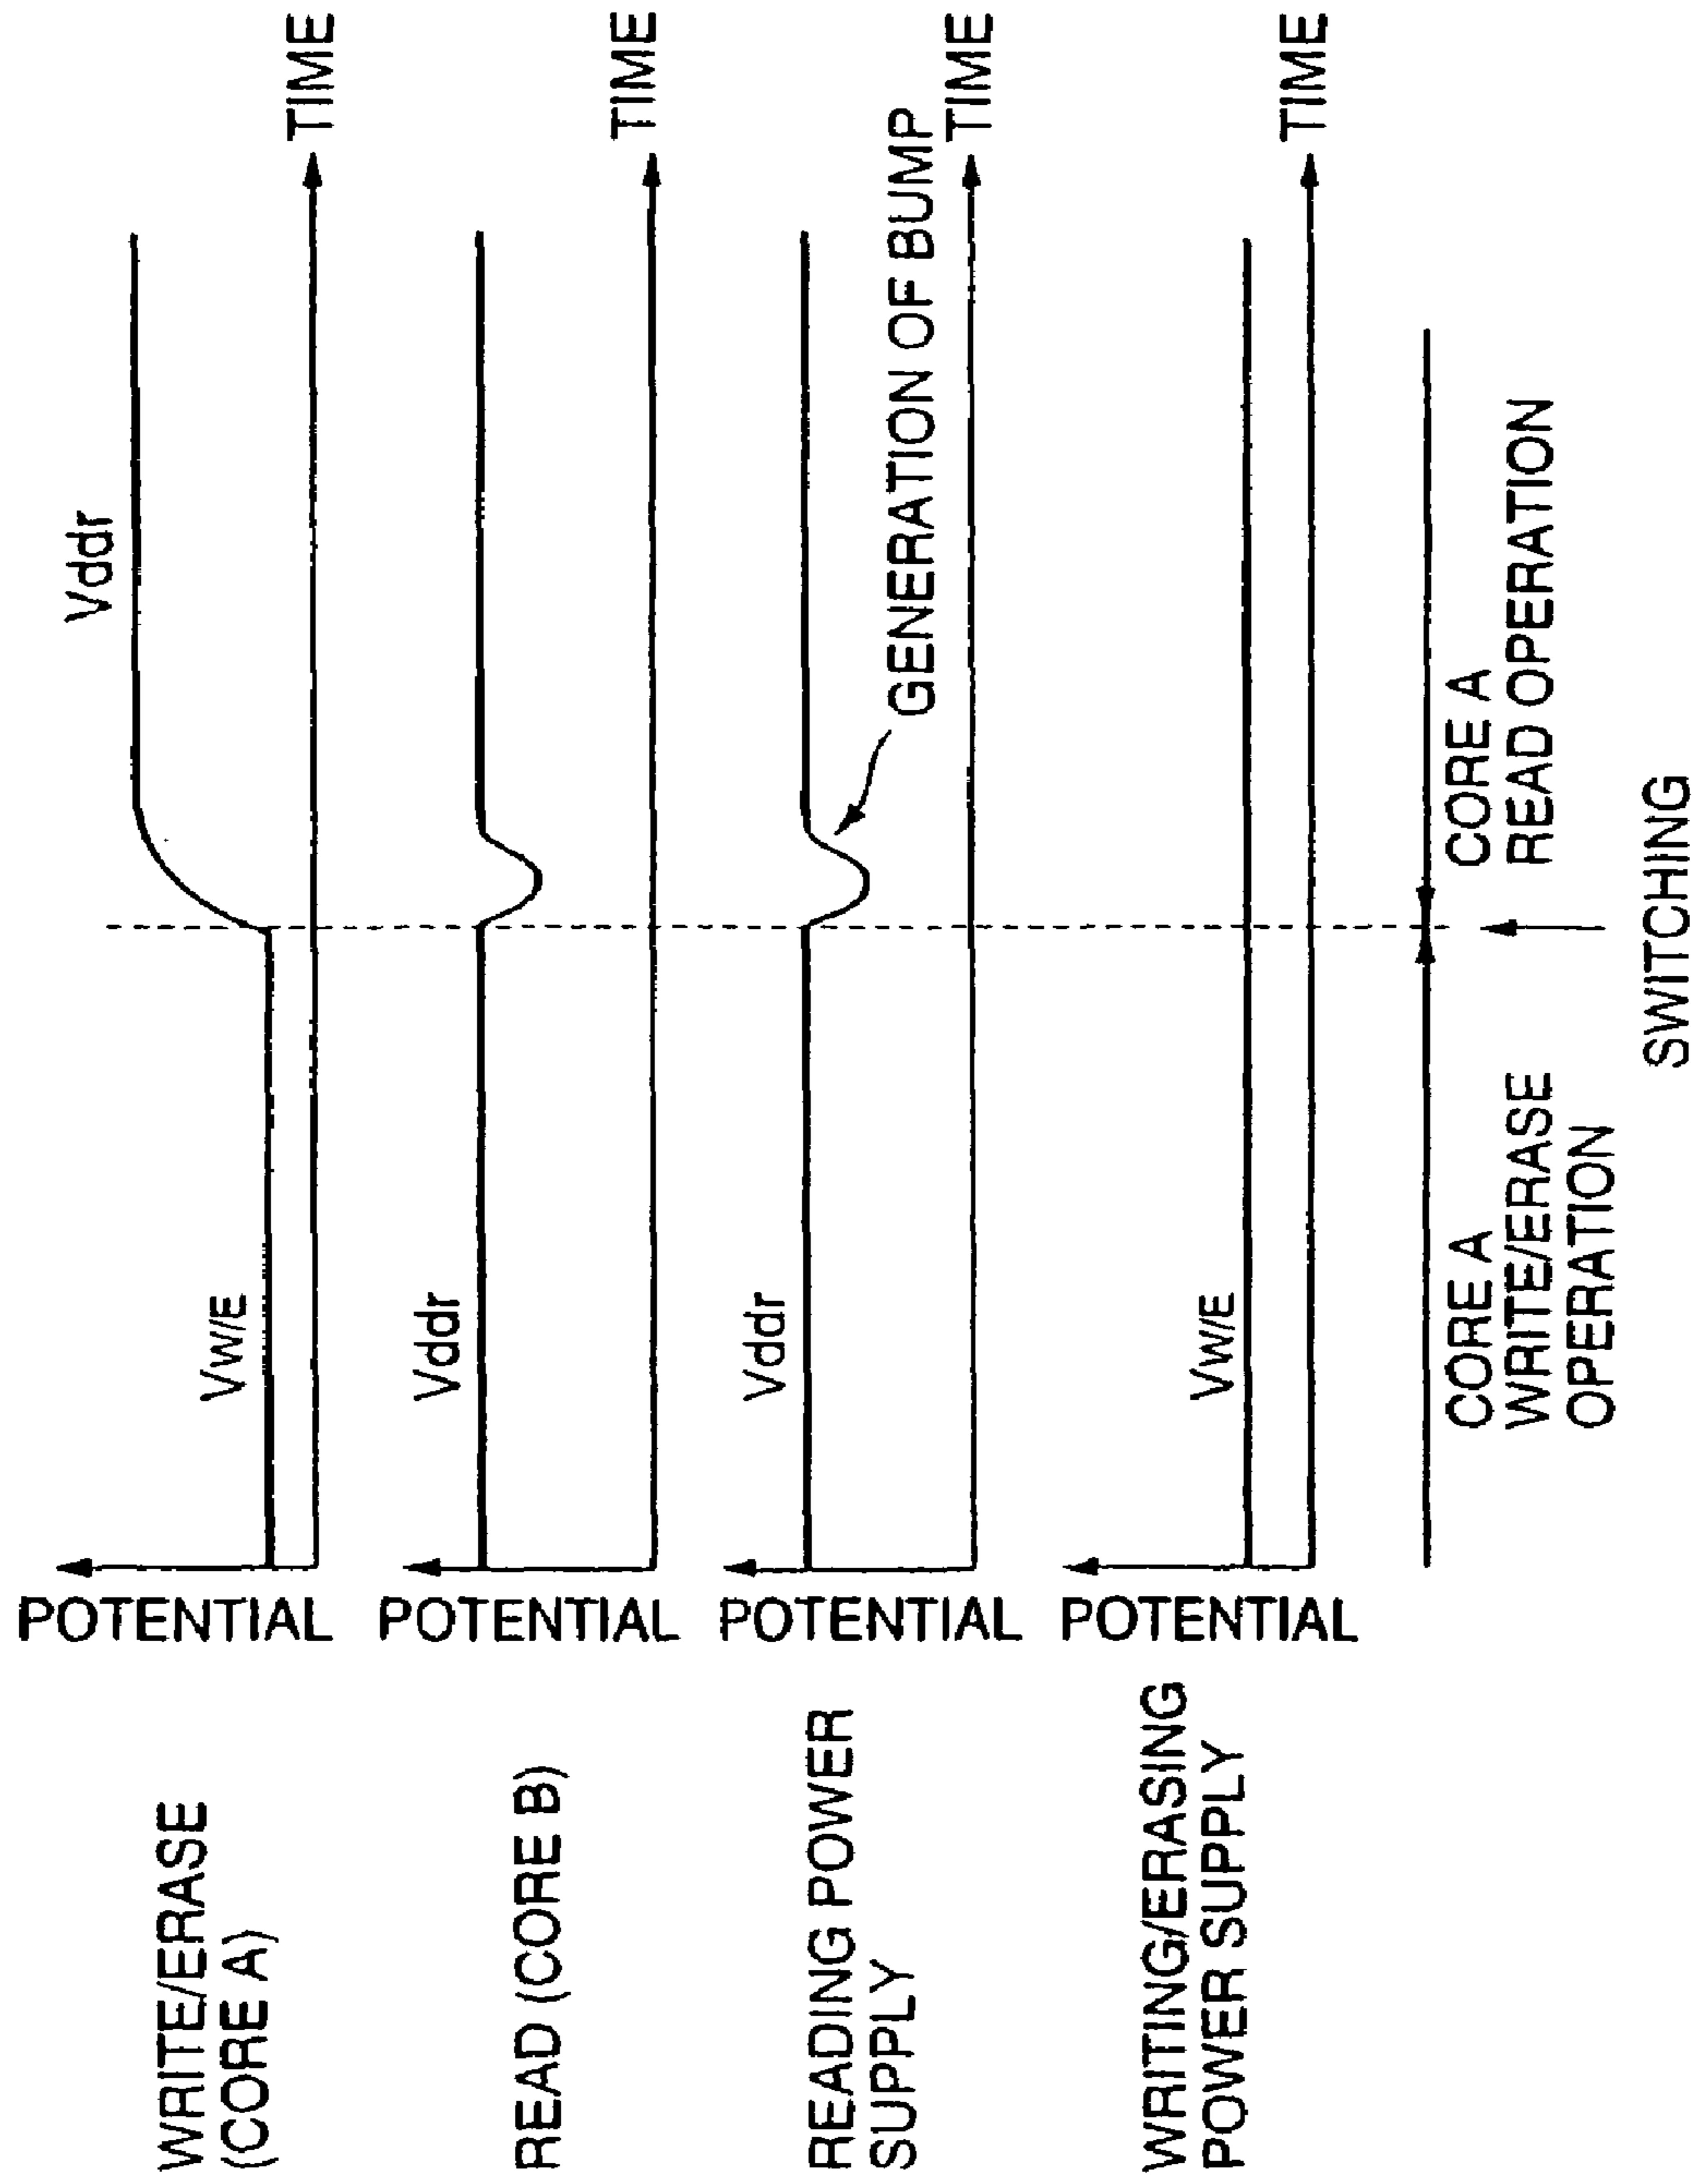 WRITE/ERASE
(CORE A)
POTENTIAL
Vw/E
Vddr
TIME
READ (CORE B)
POTENTIAL
Vddr
TIME
READING POWER
SUPPLY
POTENTIAL
Vddr
GENERATION OF BUMP
TIME
WRITING/ERASING
POWER SUPPLY
POTENTIAL
Vw/E
TIME
CORE A
WRITE/ERASE
OPERATION
CORE A
READ OPERATION
SWITCHING